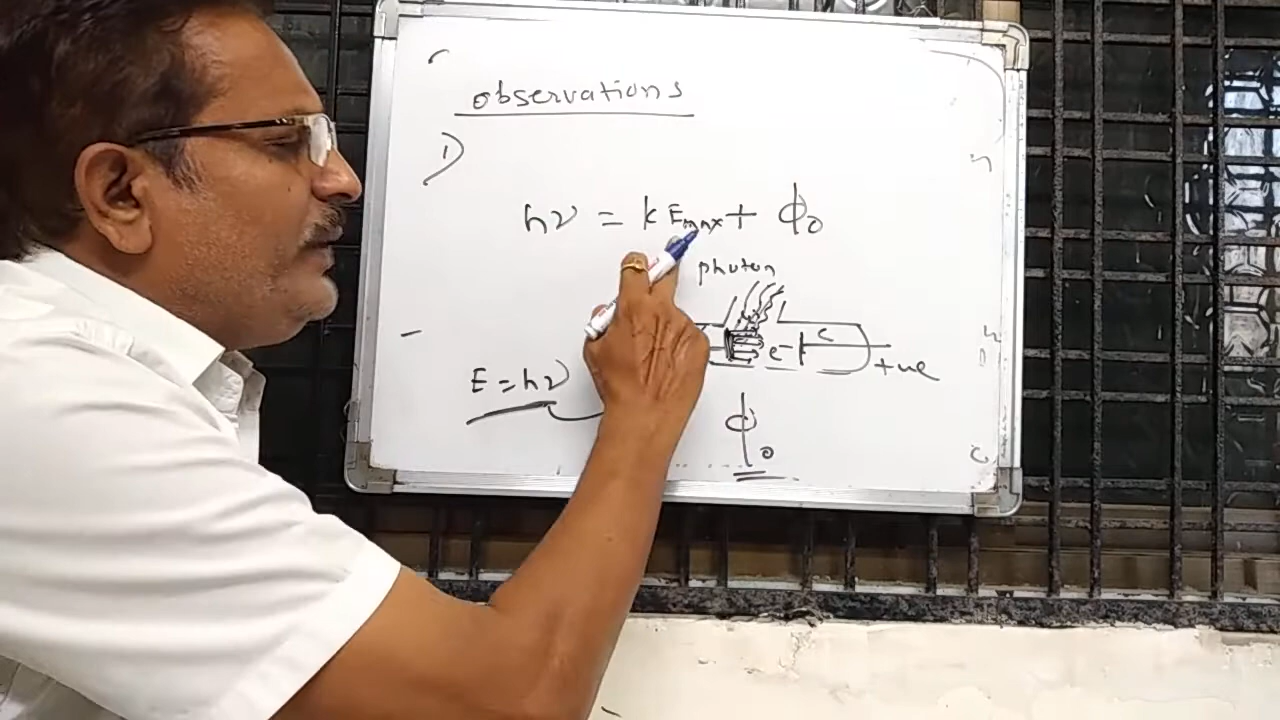 observations
1)
hν = KEmax + ϕ0
photon
e- C
+ve
E = hν
ϕ0